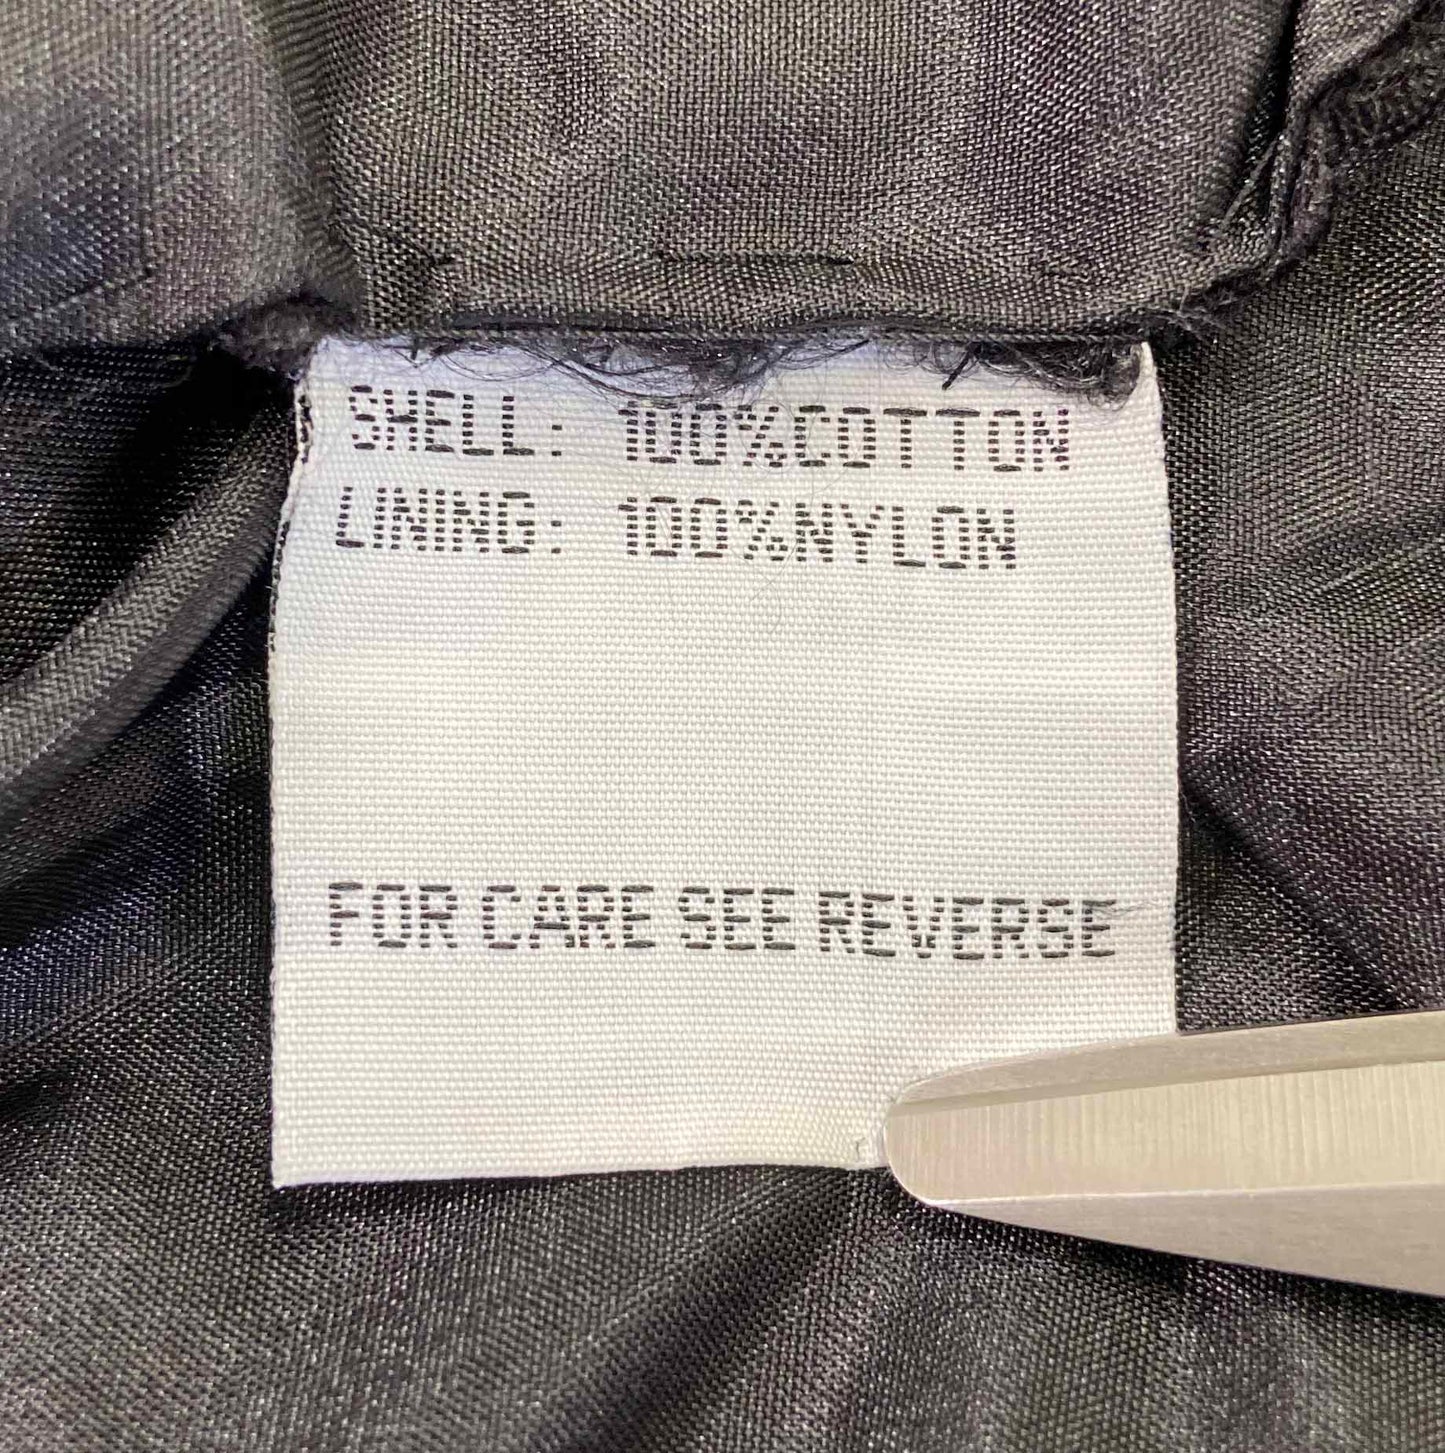 SHELL: 100%COTTON
LINING: 100%NYLON
FOR CARE SEE REVERSE